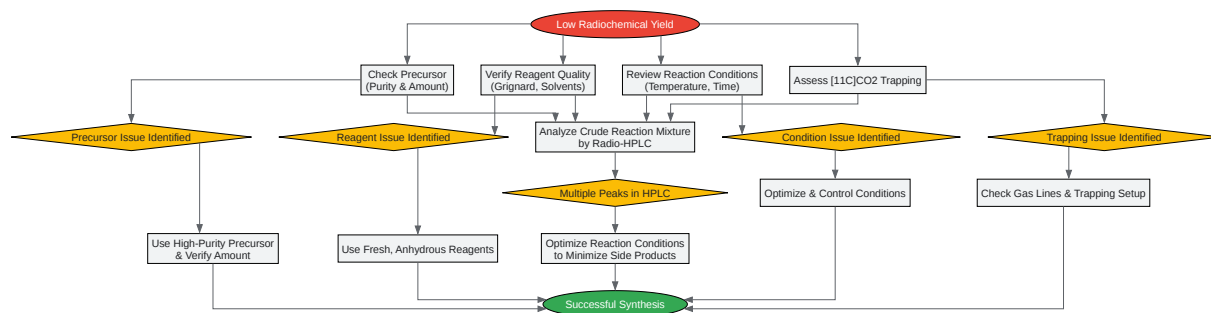 Low Radiochemical Yield
Check Precursor
(Purity & Amount)
Verify Reagent Quality
(Grignard, Solvents)
Review Reaction Conditions
(Temperature, Time)
Assess [11C]CO2 Trapping
Precursor Issue Identified
Reagent Issue Identified
Analyze Crude Reaction Mixture
by Radio-HPLC
Condition Issue Identified
Trapping Issue Identified
Multiple Peaks in HPLC
Optimize & Control Conditions
Check Gas Lines & Trapping Setup
Use High-Purity Precursor
& Verify Amount
Use Fresh, Anhydrous Reagents
Optimize Reaction Conditions
to Minimize Side Products
Successful Synthesis